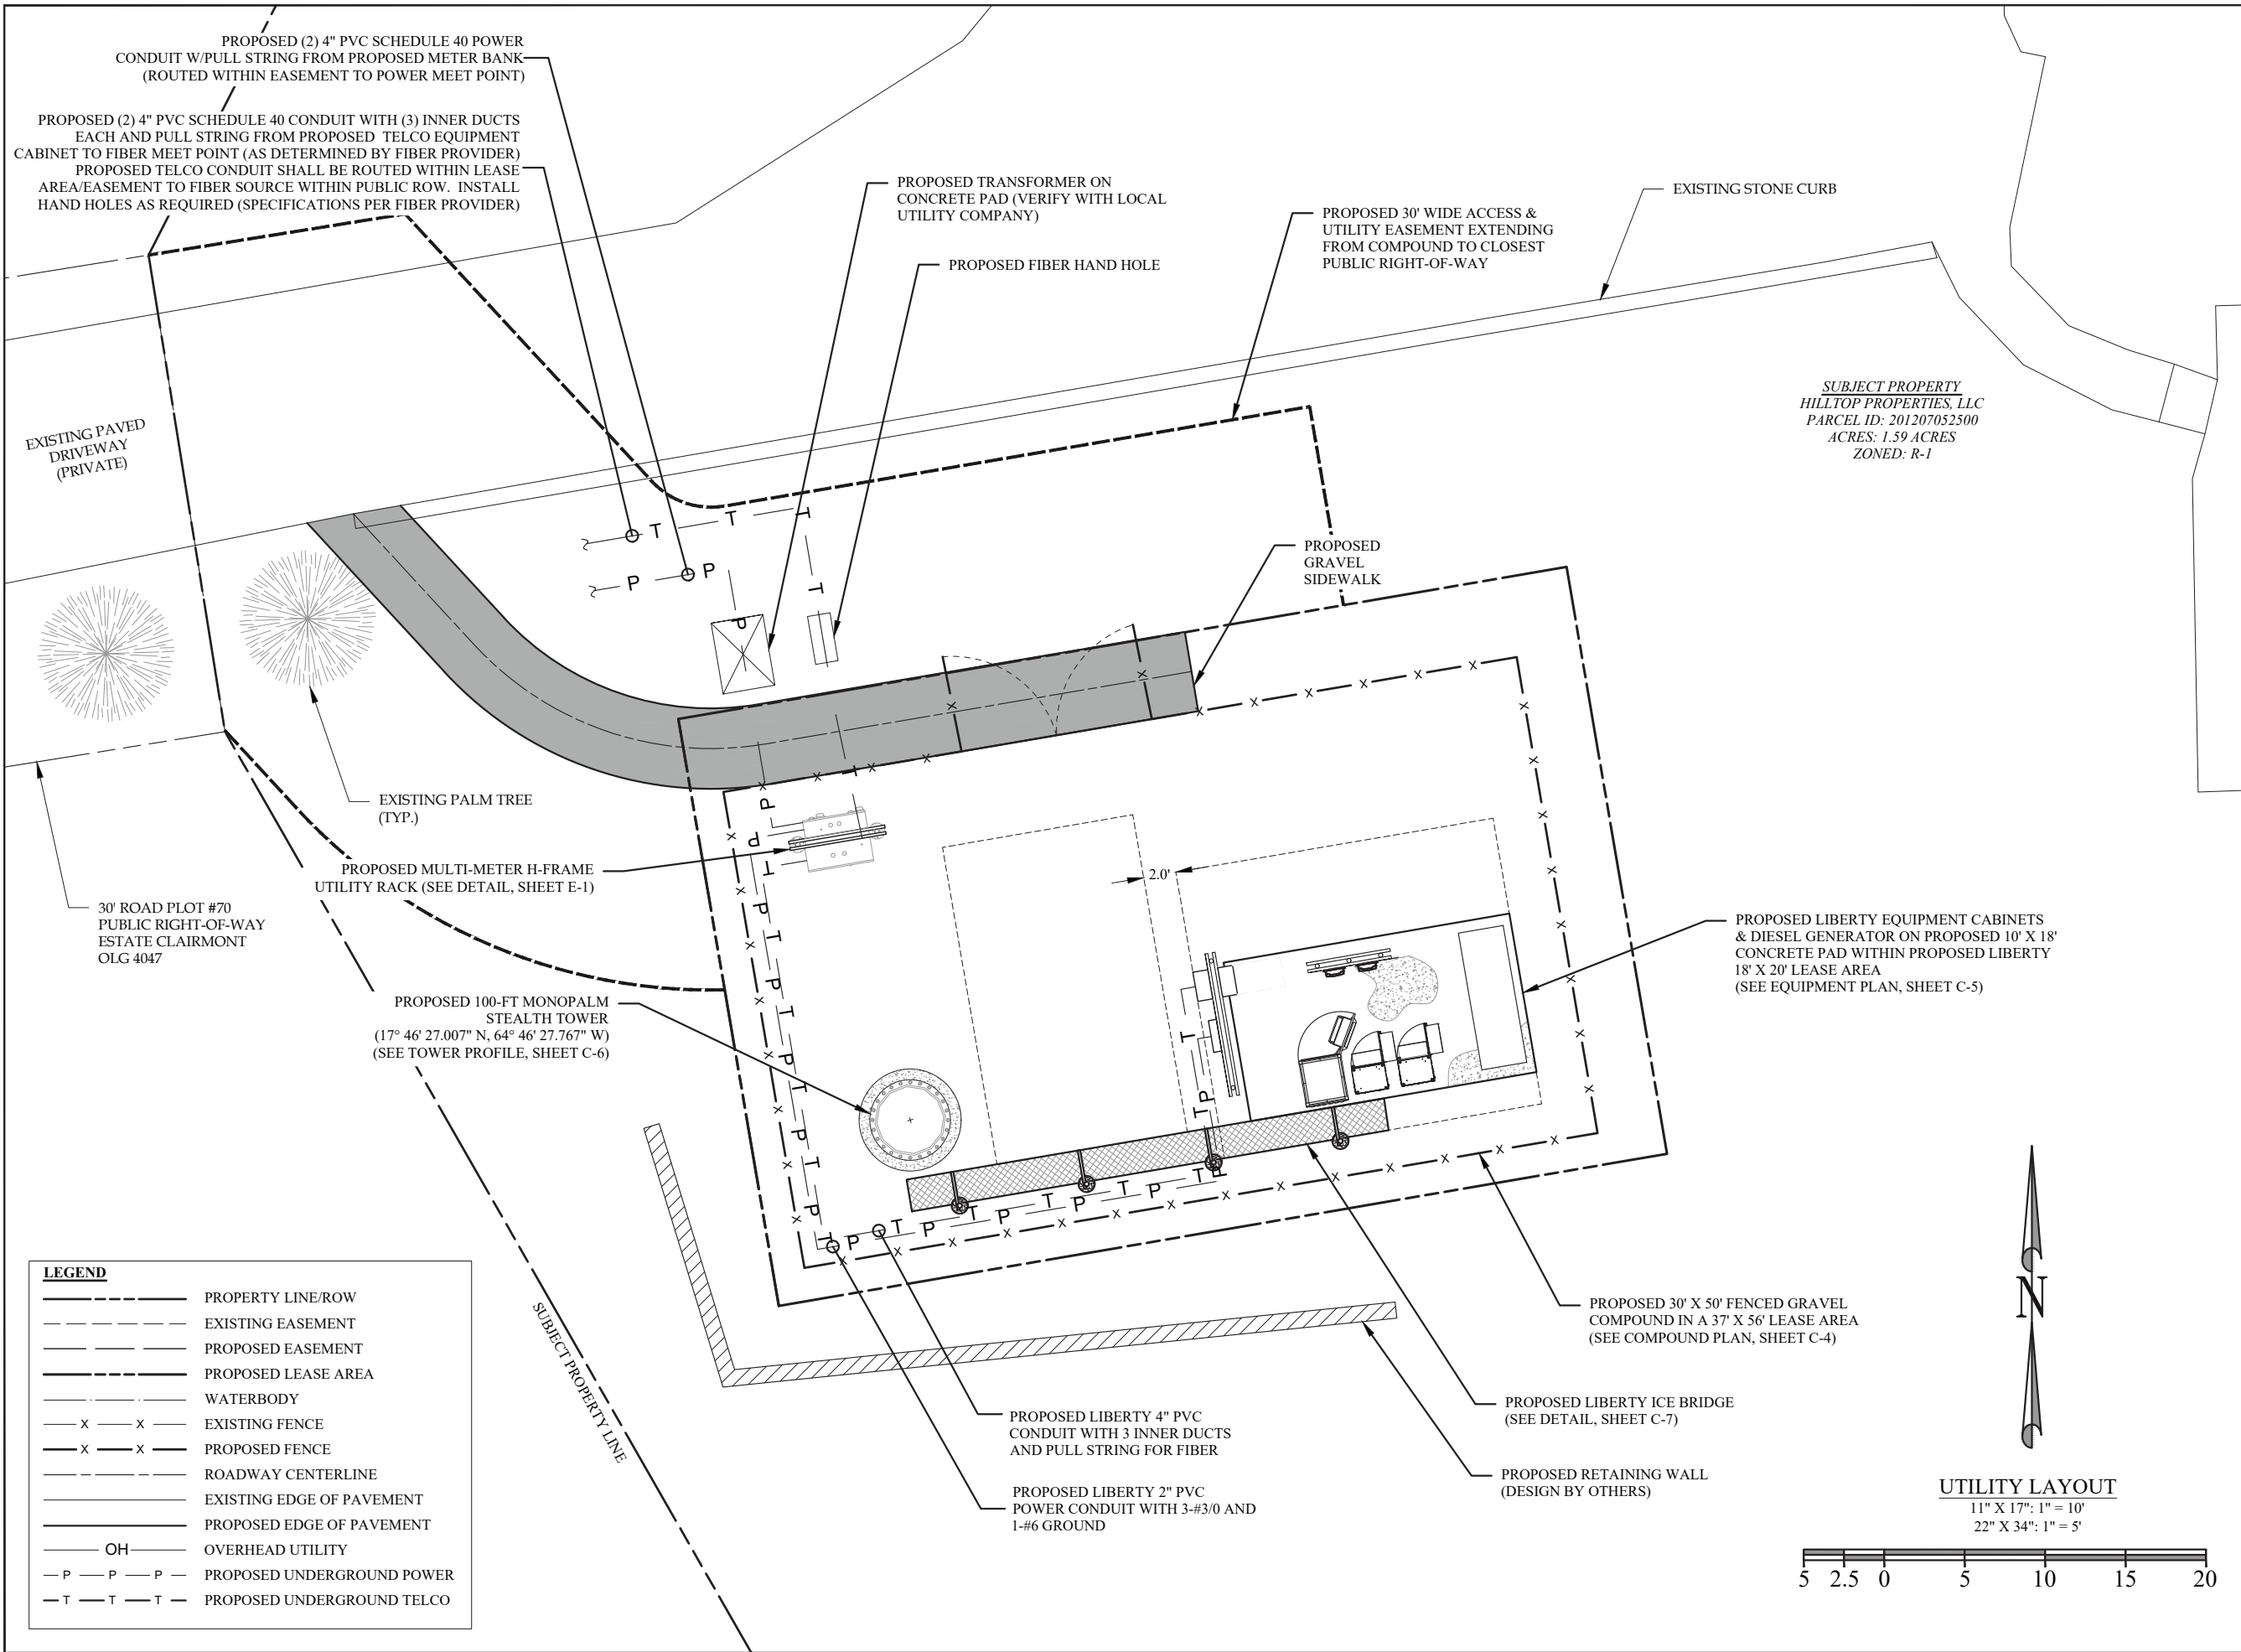 PROPOSED (2) 4" PVC SCHEDULE 40 POWER
CONDUIT W/PULL STRING FROM PROPOSED METER BANK
(ROUTED WITHIN EASEMENT TO POWER MEET POINT)
PROPOSED (2) 4" PVC SCHEDULE 40 CONDUIT WITH (3) INNER DUCTS
EACH AND PULL STRING FROM PROPOSED TELCO EQUIPMENT
CABINET TO FIBER MEET POINT (AS DETERMINED BY FIBER PROVIDER)
PROPOSED TELCO CONDUIT SHALL BE ROUTED WITHIN LEASE
AREA/EASEMENT TO FIBER SOURCE WITHIN PUBLIC ROW. INSTALL
HAND HOLES AS REQUIRED (SPECIFICATIONS PER FIBER PROVIDER)
PROPOSED TRANSFORMER ON
CONCRETE PAD (VERIFY WITH LOCAL
UTILITY COMPANY)
PROPOSED FIBER HAND HOLE
PROPOSED 30' WIDE ACCESS &
UTILITY EASEMENT EXTENDING
FROM COMPOUND TO CLOSEST
PUBLIC RIGHT-OF-WAY
EXISTING STONE CURB
SUBJECT PROPERTY
HILLTOP PROPERTIES, LLC
PARCEL ID: 201207052500
ACRES: 1.59 ACRES
ZONED: R-1
EXISTING PAVED
DRIVEWAY
(PRIVATE)
PROPOSED
GRAVEL
SIDEWALK
EXISTING PALM TREE
(TYP.)
PROPOSED MULTI-METER H-FRAME
UTILITY RACK (SEE DETAIL, SHEET E-1)
2.0'
30' ROAD PLOT #70
PUBLIC RIGHT-OF-WAY
ESTATE CLAIRMONT
OLG 4047
PROPOSED LIBERTY EQUIPMENT CABINETS
& DIESEL GENERATOR ON PROPOSED 10' X 18'
CONCRETE PAD WITHIN PROPOSED LIBERTY
18' X 20' LEASE AREA
(SEE EQUIPMENT PLAN, SHEET C-5)
PROPOSED 100-FT MONOPALM
STEALTH TOWER
(17° 46' 27.007" N, 64° 46' 27.767" W)
(SEE TOWER PROFILE, SHEET C-6)
SUBJECT PROPERTY LINE
PROPOSED 30' X 50' FENCED GRAVEL
COMPOUND IN A 37' X 56' LEASE AREA
(SEE COMPOUND PLAN, SHEET C-4)
PROPOSED LIBERTY ICE BRIDGE
(SEE DETAIL, SHEET C-7)
PROPOSED RETAINING WALL
(DESIGN BY OTHERS)
PROPOSED LIBERTY 4" PVC
CONDUIT WITH 3 INNER DUCTS
AND PULL STRING FOR FIBER
PROPOSED LIBERTY 2" PVC
POWER CONDUIT WITH 3-#3/0 AND
1-#6 GROUND
LEGEND
PROPERTY LINE/ROW
EXISTING EASEMENT
PROPOSED EASEMENT
PROPOSED LEASE AREA
WATERBODY
X X EXISTING FENCE
X X PROPOSED FENCE
ROADWAY CENTERLINE
EXISTING EDGE OF PAVEMENT
PROPOSED EDGE OF PAVEMENT
OH OVERHEAD UTILITY
P P P PROPOSED UNDERGROUND POWER
T T T PROPOSED UNDERGROUND TELCO
N
UTILITY LAYOUT
11" X 17": 1" = 10'
22" X 34": 1" = 5'
5 2.5 0 5 10 15 20